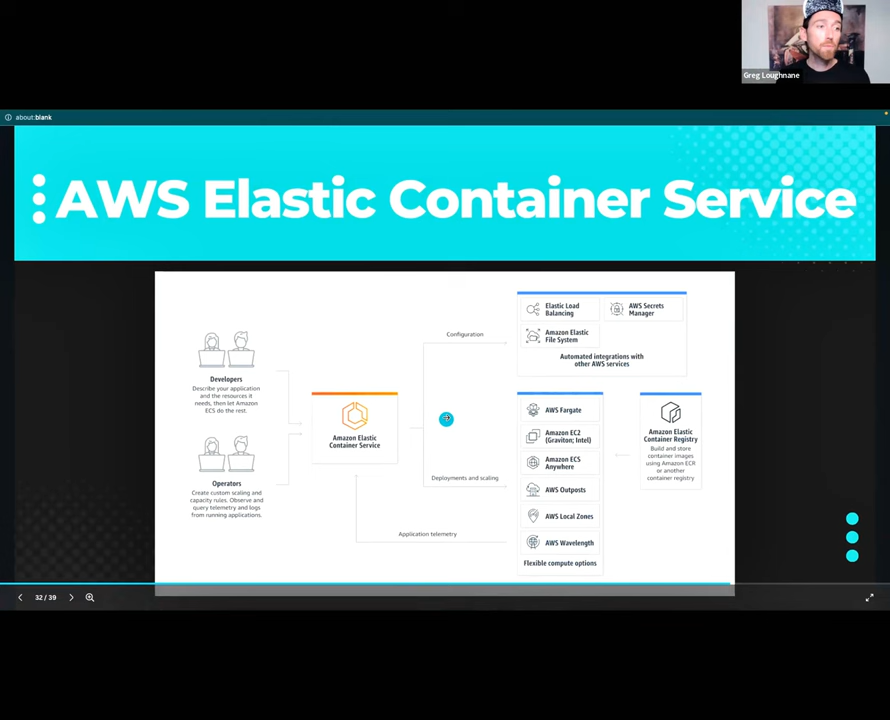 Greg Loughnane
about:blank
AWS Elastic Container Service
Developers
Describe your application
and the resources it
needs, then let Amazon
ECS do the rest.
Operators
Create custom scaling and
capacity rules. Observe and
query telemetry and logs
from running applications.
Amazon Elastic
Container Service
Configuration
Deployments and scaling
Application telemetry
Elastic Load
Balancing
AWS Secrets
Manager
Amazon Elastic
File System
Automated integrations with
other AWS services
AWS Fargate
Amazon EC2
(Graviton; Intel)
Amazon ECS
Anywhere
AWS Outposts
AWS Local Zones
AWS Wavelength
Flexible compute options
Amazon Elastic
Container Registry
Build and store
container images
using Amazon ECR
or another
container registry
32 / 39